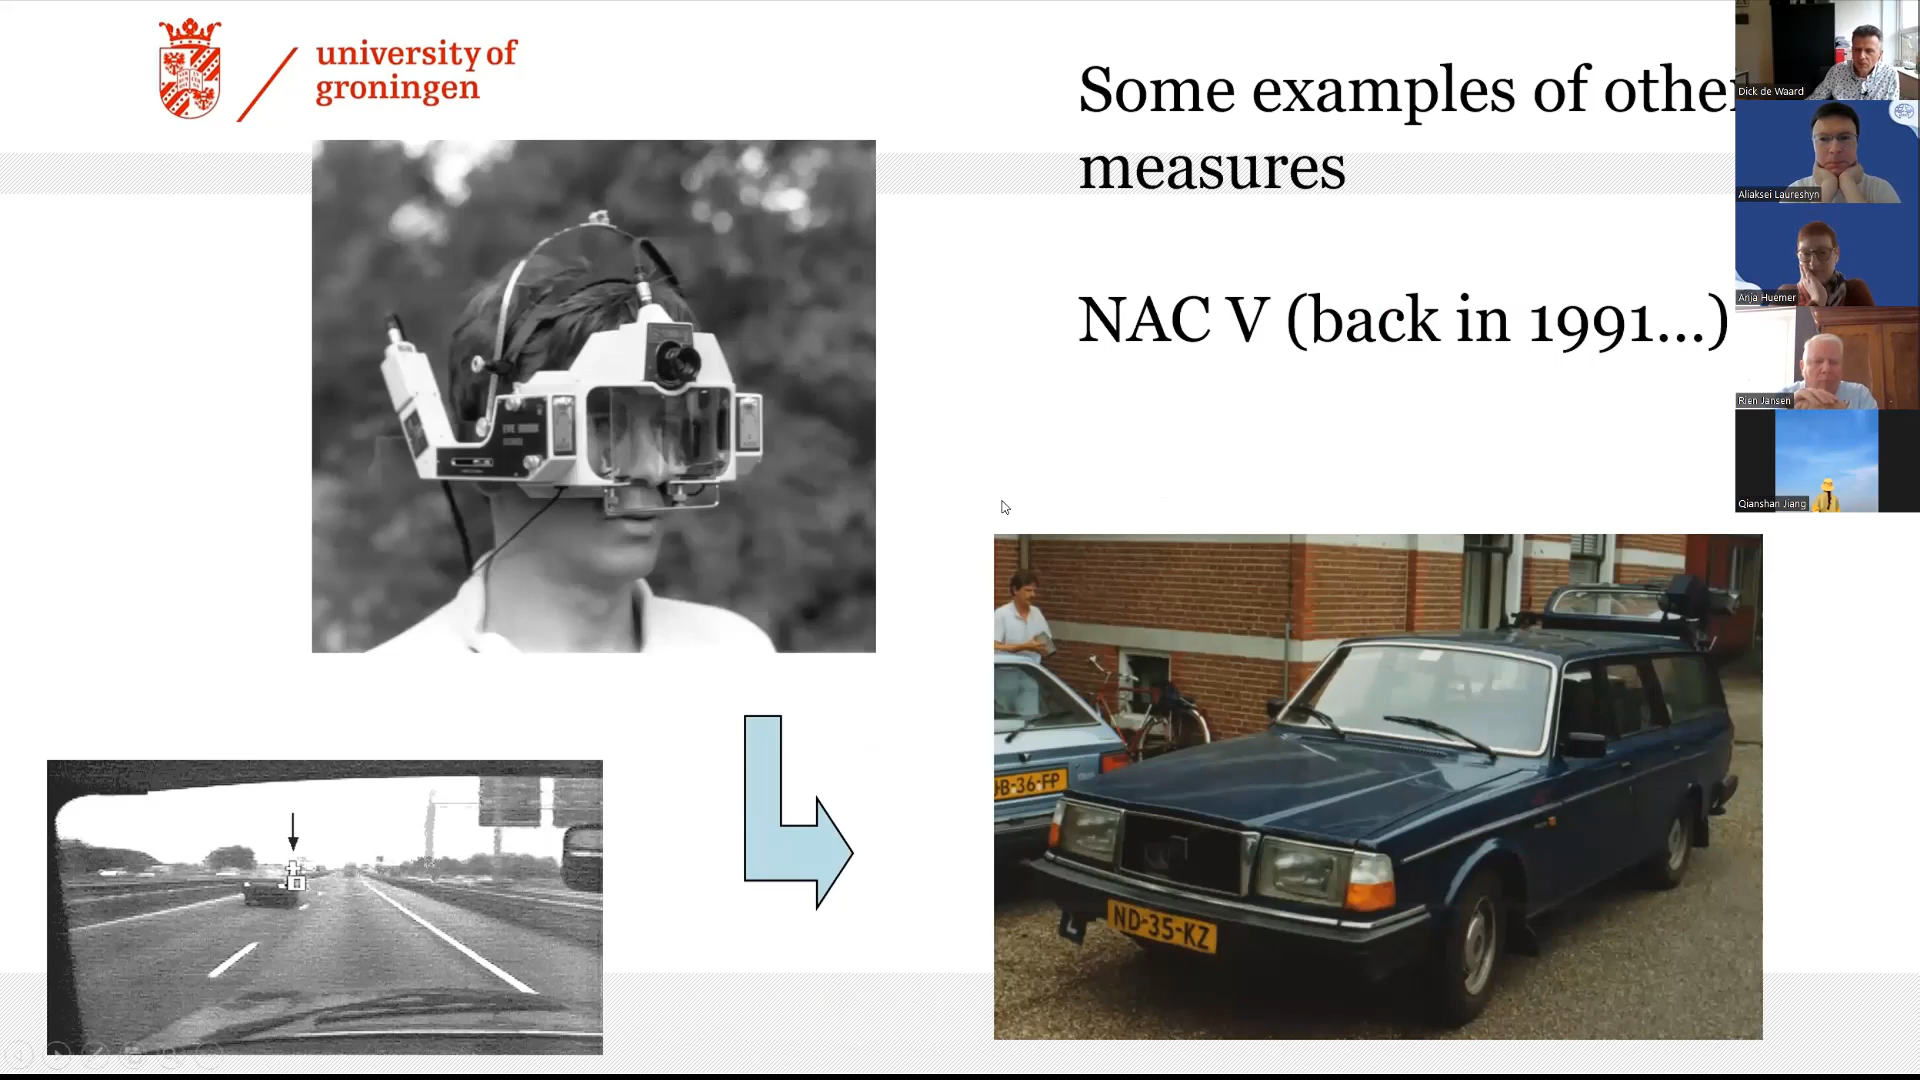 university of
groningen
Some examples of other
measures
NAC V (back in 1991...)
Dick de Waard
Aliaksei Laureshyn
Anja Huemer
Rien Jansen
Qianshan Jiang
B-36-FP
ND-35-KZ